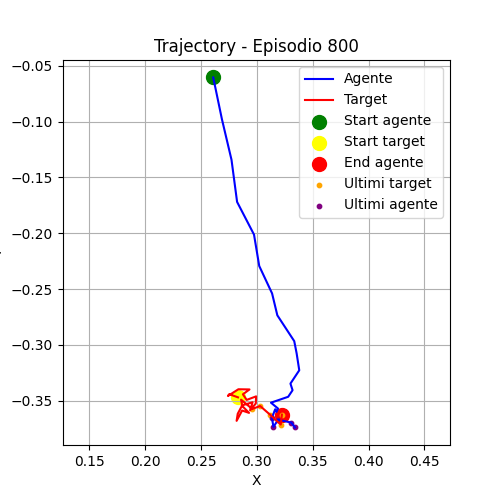 Trajectory - Episodio 800
−0.05
−0.10
−0.15
−0.20
−0.25
−0.30
−0.35
Agente
Target
Start agente
Start target
End agente
Ultimi target
Ultimi agente
0.15 0.20 0.25 0.30 0.35 0.40 0.45
X